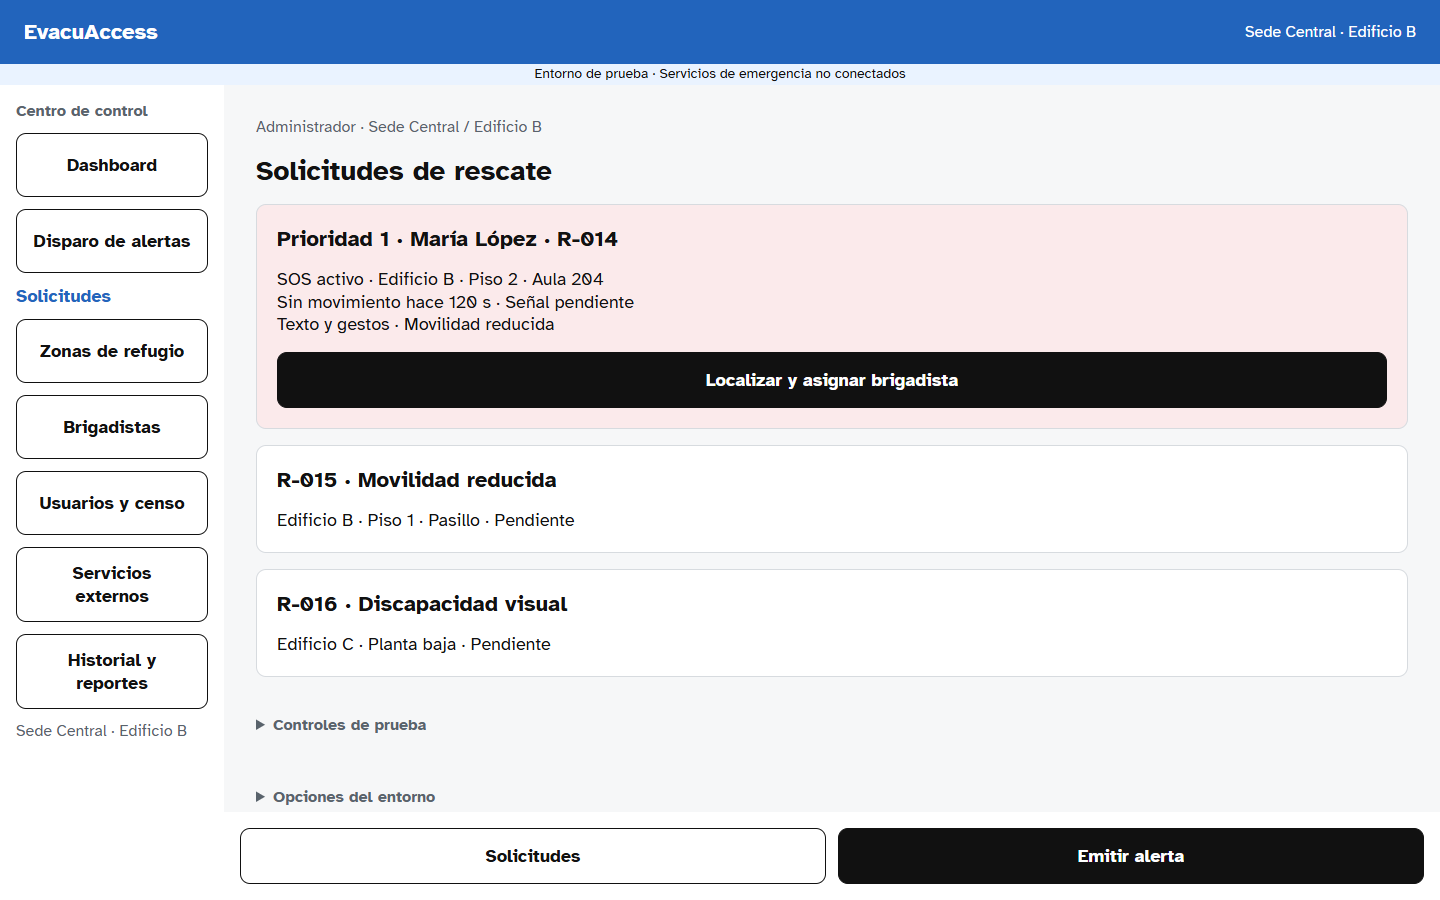 EvacuAccess
Sede Central · Edificio B
Entorno de prueba · Servicios de emergencia no conectados
Centro de control
Dashboard
Disparo de alertas
Solicitudes
Zonas de refugio
Brigadistas
Usuarios y censo
Servicios
externos
Historial y
reportes
Sede Central · Edificio B
Administrador · Sede Central / Edificio B
Solicitudes de rescate
Prioridad 1 · María López · R-014
SOS activo · Edificio B · Piso 2 · Aula 204
Sin movimiento hace 120 s · Señal pendiente
Texto y gestos · Movilidad reducida
Localizar y asignar brigadista
R-015 · Movilidad reducida
Edificio B · Piso 1 · Pasillo · Pendiente
R-016 · Discapacidad visual
Edificio C · Planta baja · Pendiente
Controles de prueba
Opciones del entorno
Solicitudes
Emitir alerta